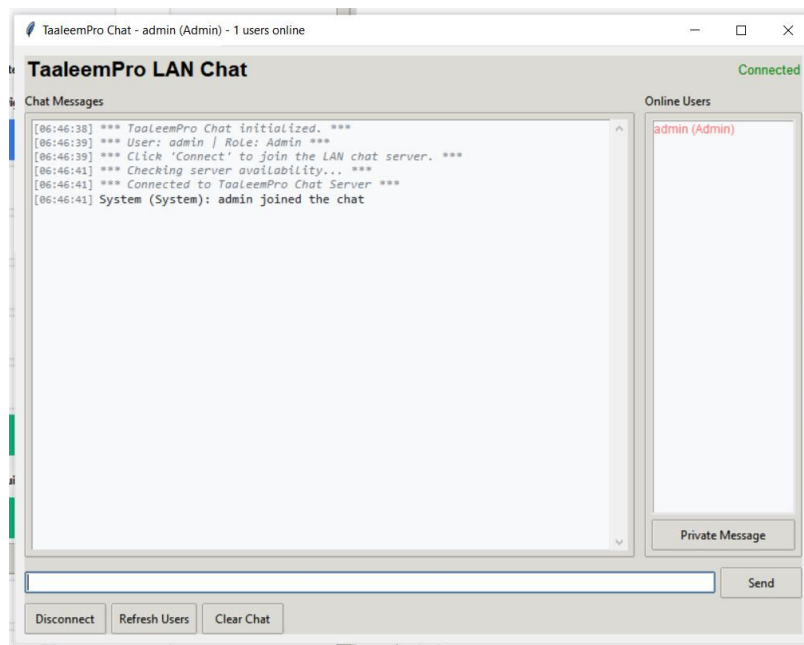 TaaleemPro Chat - admin (Admin) - 1 users online
TaaleemPro LAN Chat
Connected
Chat Messages
Online Users
[06:46:38] *** TaaleemPro Chat initialized. ***
[06:46:39] *** User: admin | Role: Admin ***
[06:46:39] *** Click 'Connect' to join the LAN chat server. ***
[06:46:41] *** Checking server availability... ***
[06:46:41] *** Connected to TaaleemPro Chat Server ***
[06:46:41] System (System): admin joined the chat
admin (Admin)
Private Message
Send
Disconnect
Refresh Users
Clear Chat